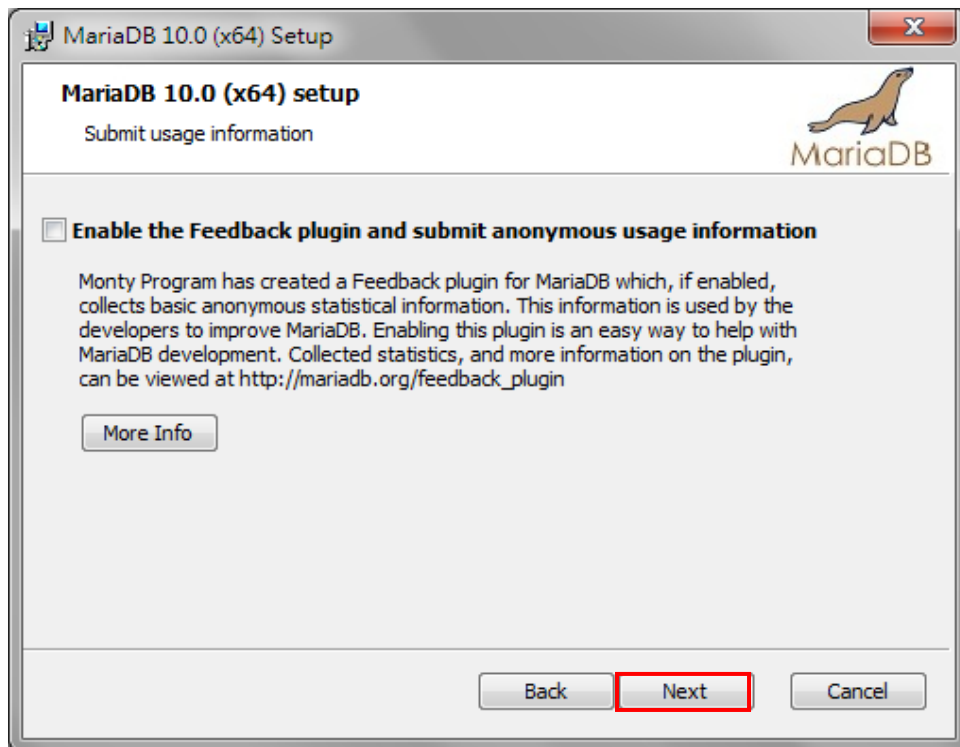 MariaDB 10.0 (x64) Setup
X
MariaDB 10.0 (x64) setup
Submit usage information
MariaDB
Enable the Feedback plugin and submit anonymous usage information
Monty Program has created a Feedback plugin for MariaDB which, if enabled,
collects basic anonymous statistical information. This information is used by the
developers to improve MariaDB. Enabling this plugin is an easy way to help with
MariaDB development. Collected statistics, and more information on the plugin,
can be viewed at http://mariadb.org/feedback_plugin
More Info
Back Next Cancel